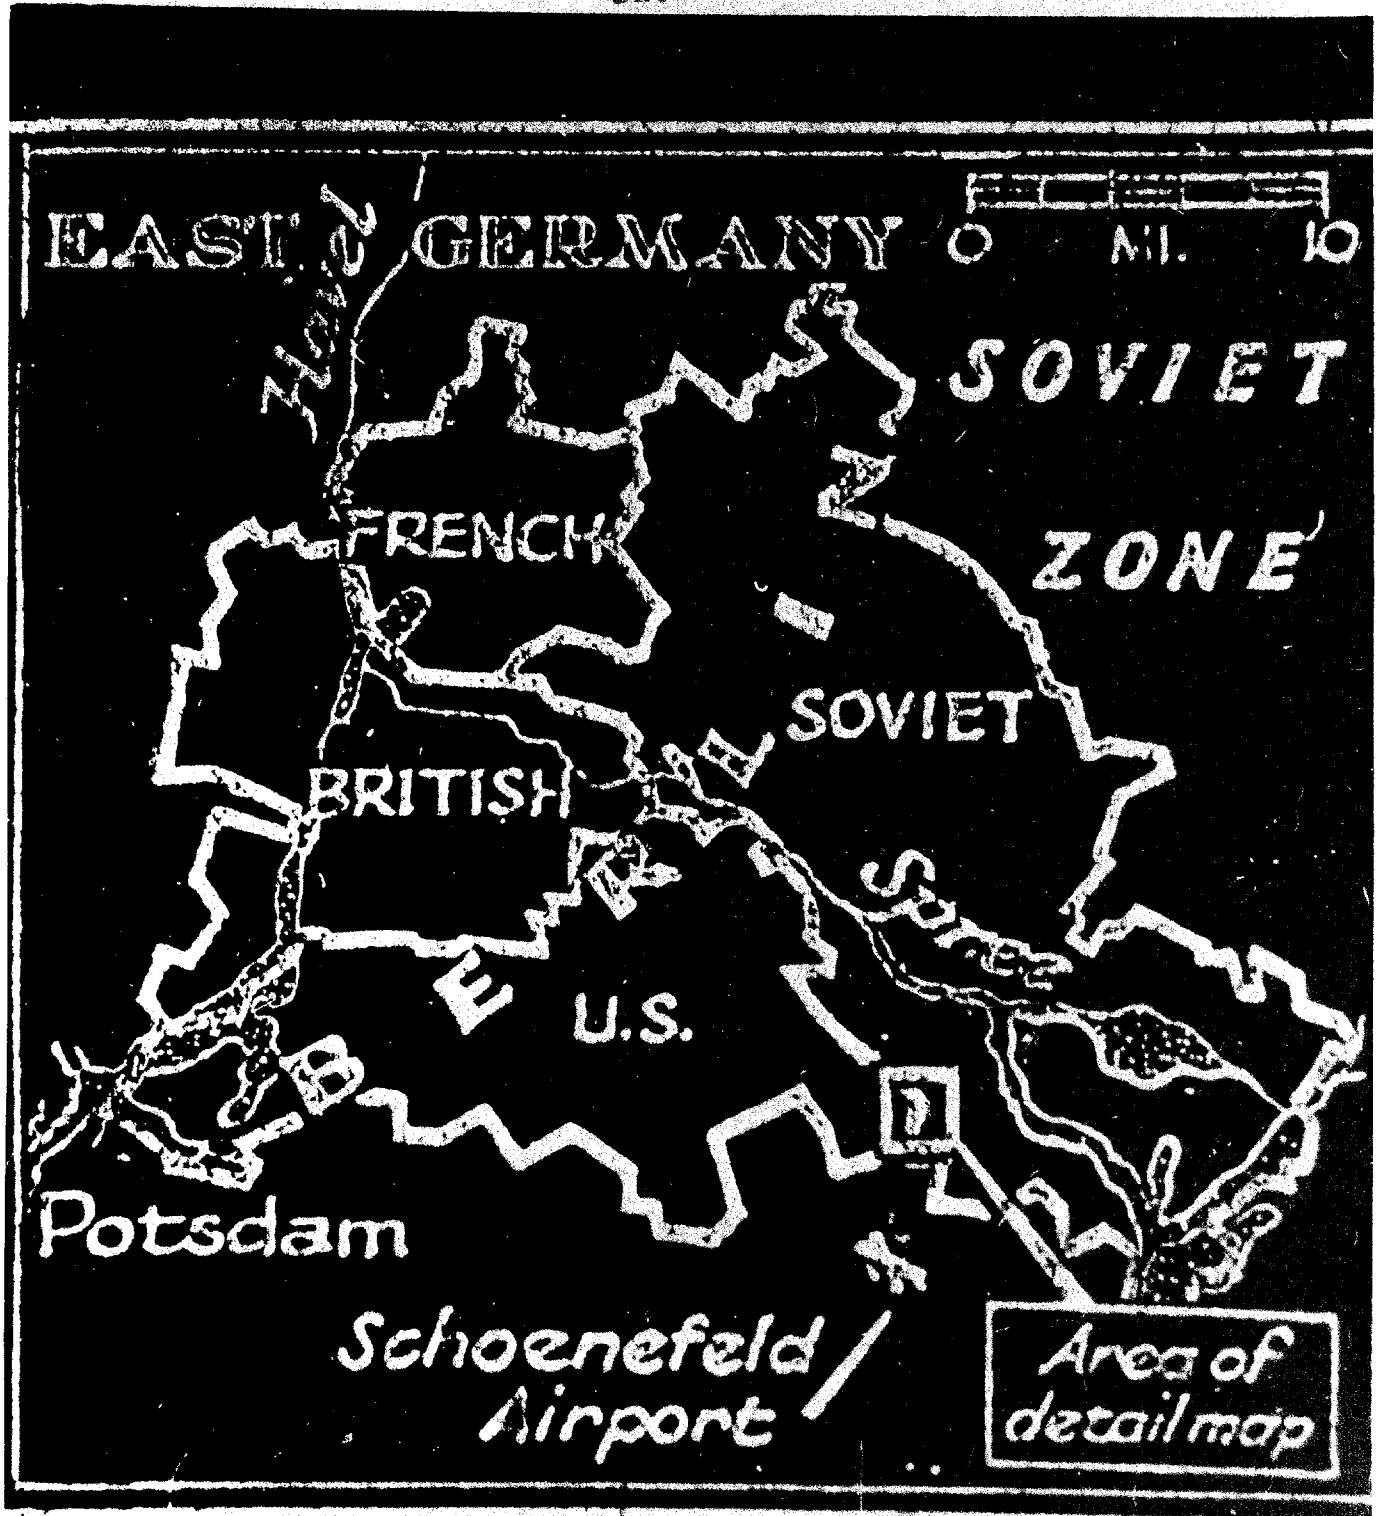 EAST GERMANY
0 MI. 10
Havel
SOVIET
ZONE
FRENCH
SOVIET
BRITISH
BERLIN
Spree
U.S.
Potsdam
Schoenefeld
Airport
Area of
detail map